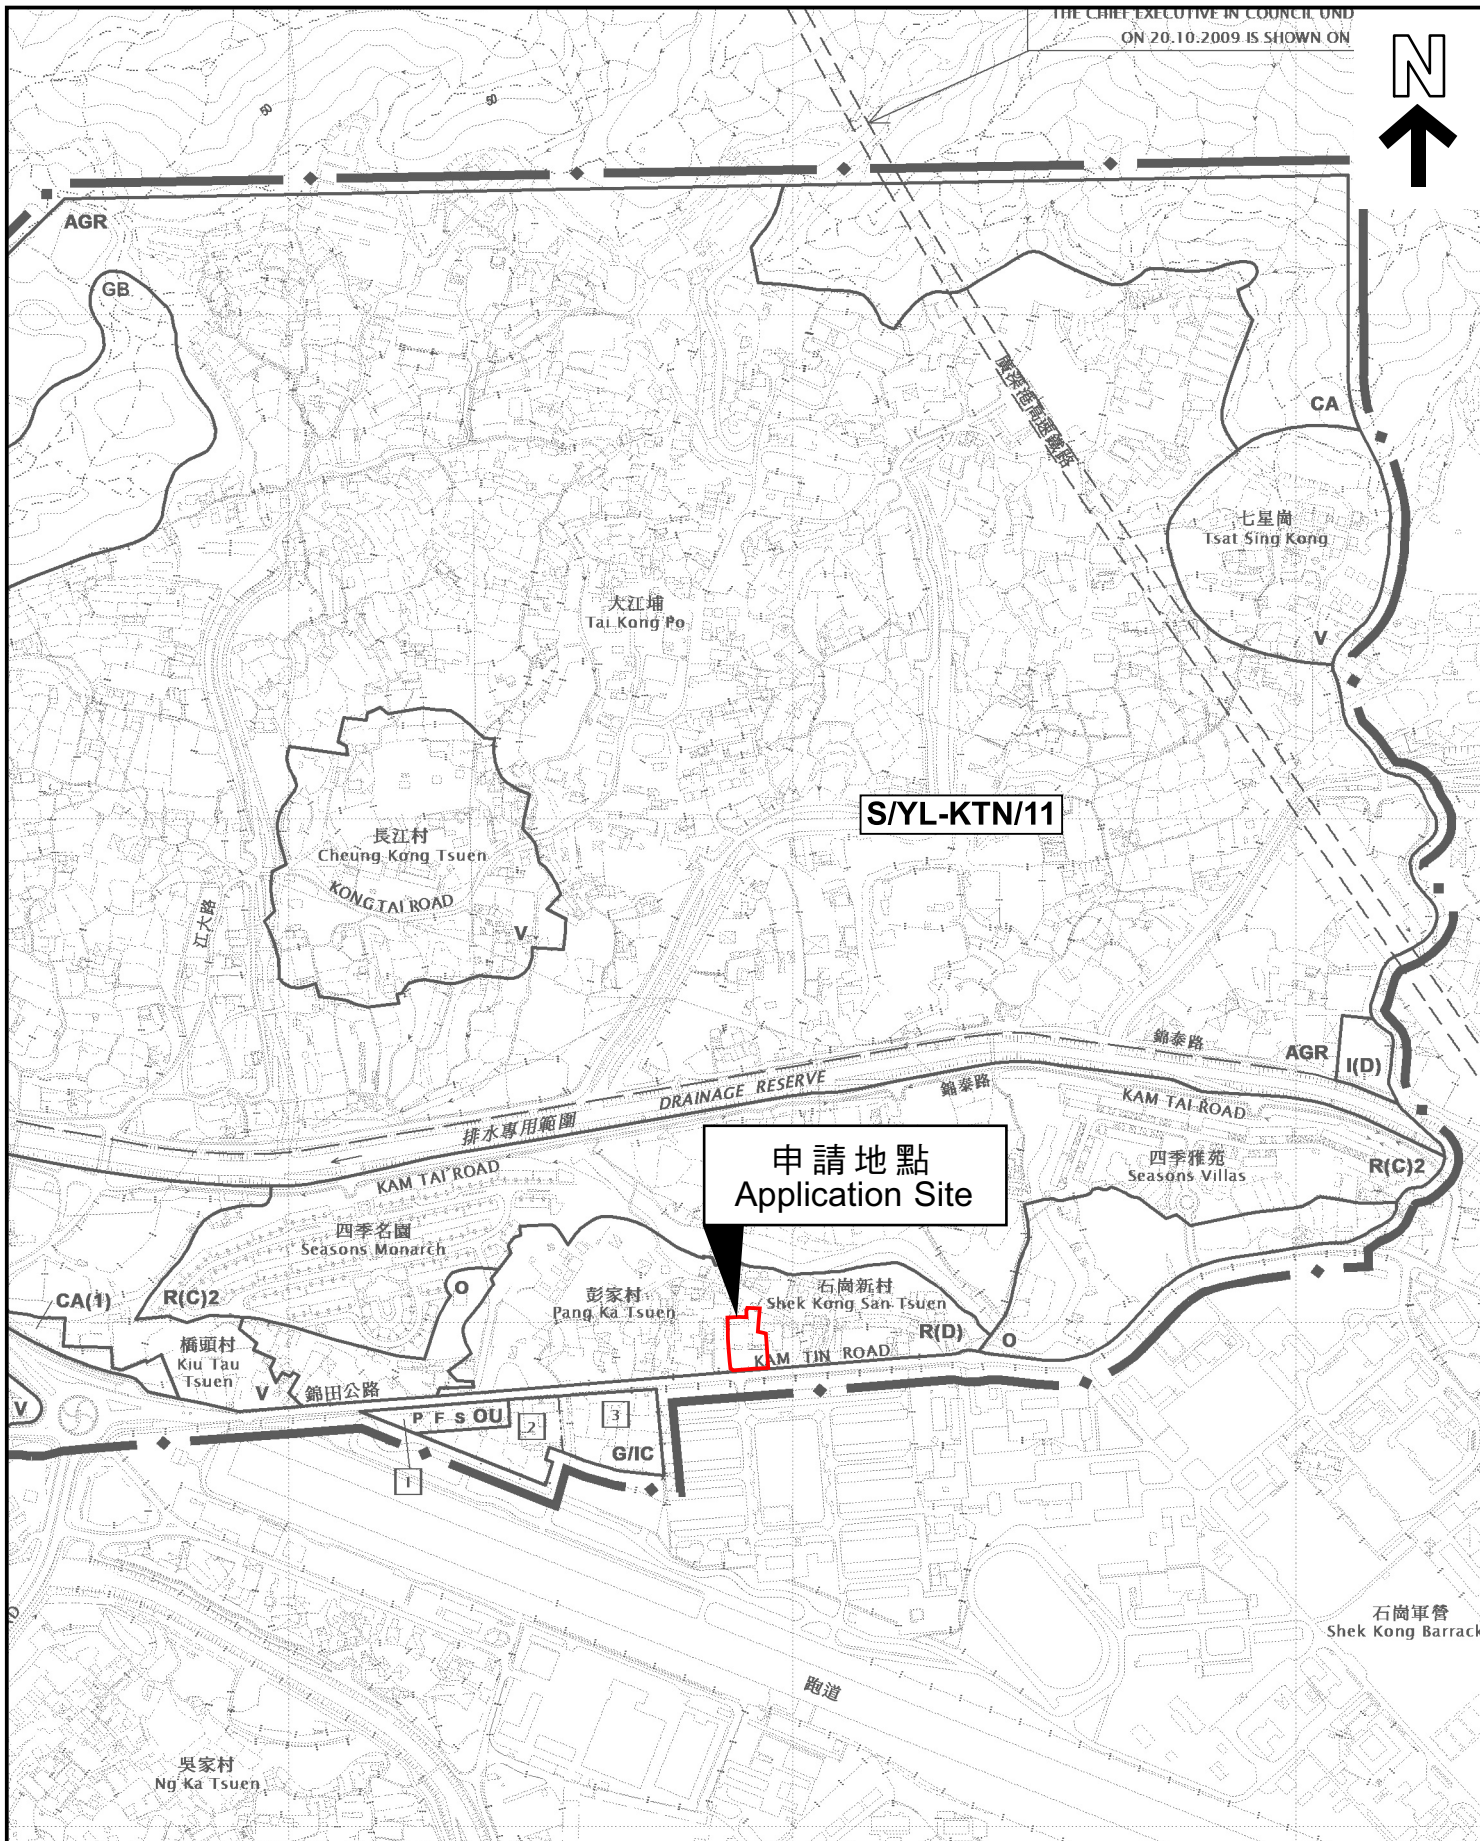 THE CHIEF EXECUTIVE IN COUNCIL UND
ON 20.10.2009 IS SHOWN ON
N
50
50
AGR
GB
廣深港高速鐵路
CA
七星崗
Tsat Sing Kong
大江埔
Tai Kong Po
V
S/YL-KTN/11
長江村
Cheung Kong Tsuen
KONG TAI ROAD
江大路
V
錦泰路
AGR
I(D)
DRAINAGE RESERVE
錦泰路
KAM TAI ROAD
排水專用範圍
KAM TAI ROAD
申請地點
Application Site
四季雅苑
Seasons Villas
R(C)2
四季名園
Seasons Monarch
CA(1)
R(C)2
O
彭家村
Pang Ka Tsuen
石崗新村
Shek Kong San Tsuen
R(D)
O
橋頭村
Kiu Tau
Tsuen
KAM TIN ROAD
V
錦田公路
V
P F S OU
2
3
G/IC
1
石崗軍營
Shek Kong Barrack
跑道
吳家村
Ng Ka Tsuen